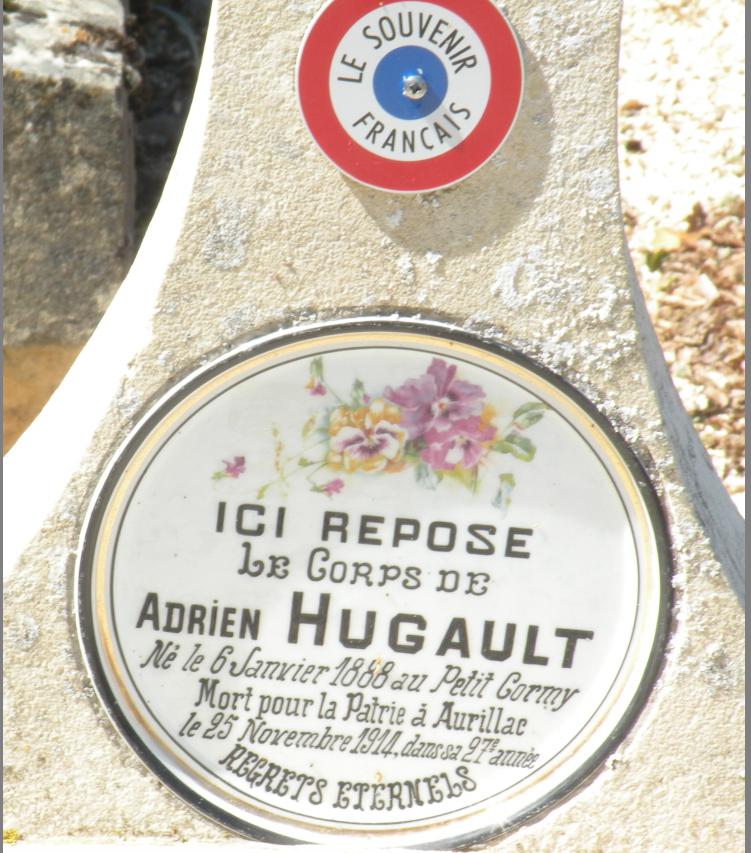 LE SOUVENIR
FRANCAIS
ICI REPOSE
LE CORPS DE
ADRIEN HUGAULT
Né le 6 Janvier 1888 au Petit Cormy
Mort pour la Patrie à Aurillac
le 25 Novembre 1914, dans sa 27e année
REGRETS ETERNELS